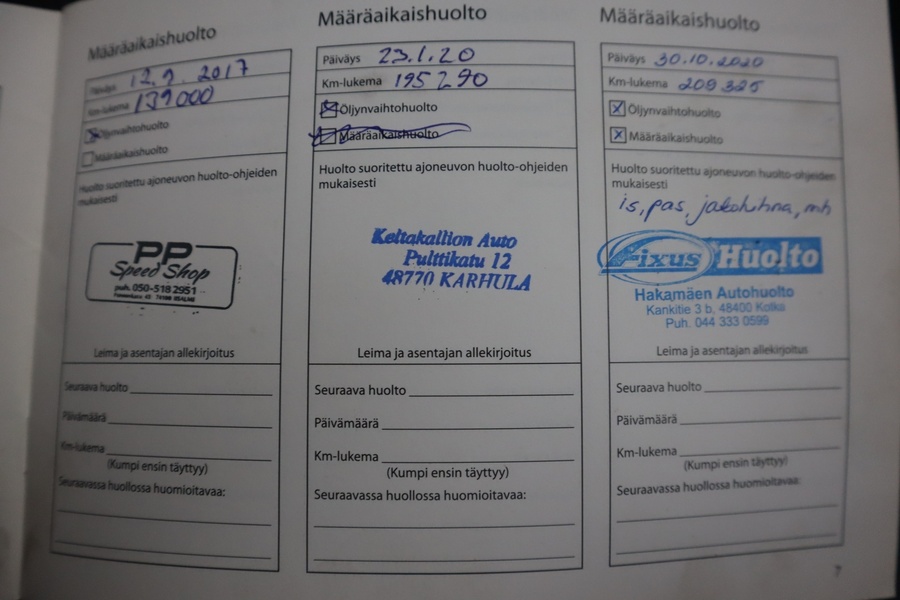 Määräaikaishuolto
Päiväys 12.9.2017
Km-lukema 139000
Öljynvaihtohuolto
Määräaikaishuolto
Huolto suoritettu ajoneuvon huolto-ohjeiden
mukaisesti
PP
Speed Shop
puh. 050-518 2951
Leima ja asentajan allekirjoitus
Seuraava huolto
Päivämäärä
Km-lukema
(Kumpi ensin täyttyy)
Seuraavassa huollossa huomioitavaa:
Määräaikaishuolto
Päiväys 23.1.20
Km-lukema 195290
Öljynvaihtohuolto
Määräaikaishuolto
Huolto suoritettu ajoneuvon huolto-ohjeiden
mukaisesti
Keltakallion Auto
Pulttikatu 12
48770 KARHULA
Leima ja asentajan allekirjoitus
Seuraava huolto
Päivämäärä
Km-lukema
(Kumpi ensin täyttyy)
Seuraavassa huollossa huomioitavaa:
Määräaikaishuolto
Päiväys 30.10.2020
Km-lukema 209325
Öljynvaihtohuolto
Määräaikaishuolto
Huolto suoritettu ajoneuvon huolto-ohjeiden
mukaisesti
is, pas, jakohihna, mh
Fixus Huolto
Hakamäen Autohuolto
Kankitie 3 b, 48400 Kotka
Puh. 044 333 0599
Leima ja asentajan allekirjoitus
Seuraava huolto
Päivämäärä
Km-lukema
(Kumpi ensin täyttyy)
Seuraavassa huollossa huomioitavaa:
7